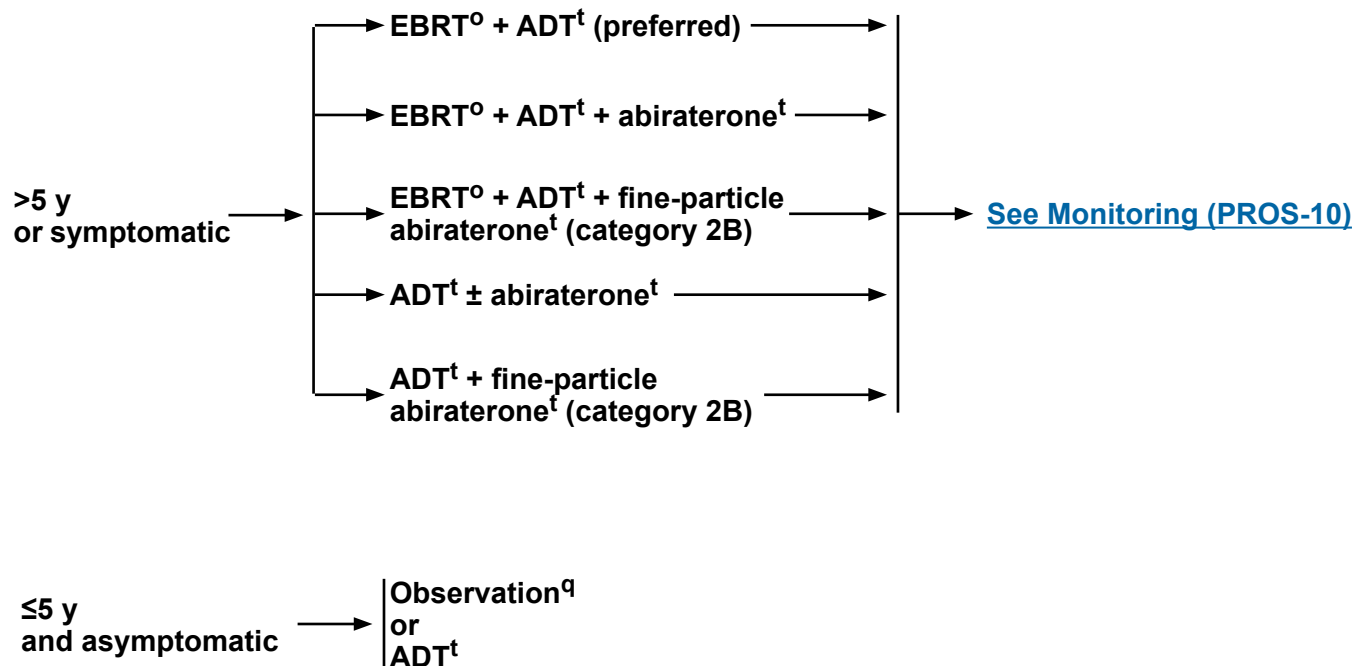 >5 y
or symptomatic
EBRTᵒ + ADTᵗ (preferred)
EBRTᵒ + ADTᵗ + abirateroneᵗ
EBRTᵒ + ADTᵗ + fine-particle
abirateroneᵗ (category 2B)
ADTᵗ ± abirateroneᵗ
ADTᵗ + fine-particle
abirateroneᵗ (category 2B)
See Monitoring (PROS-10)
≤5 y
and asymptomatic
Observation𐞥
or
ADTᵗ